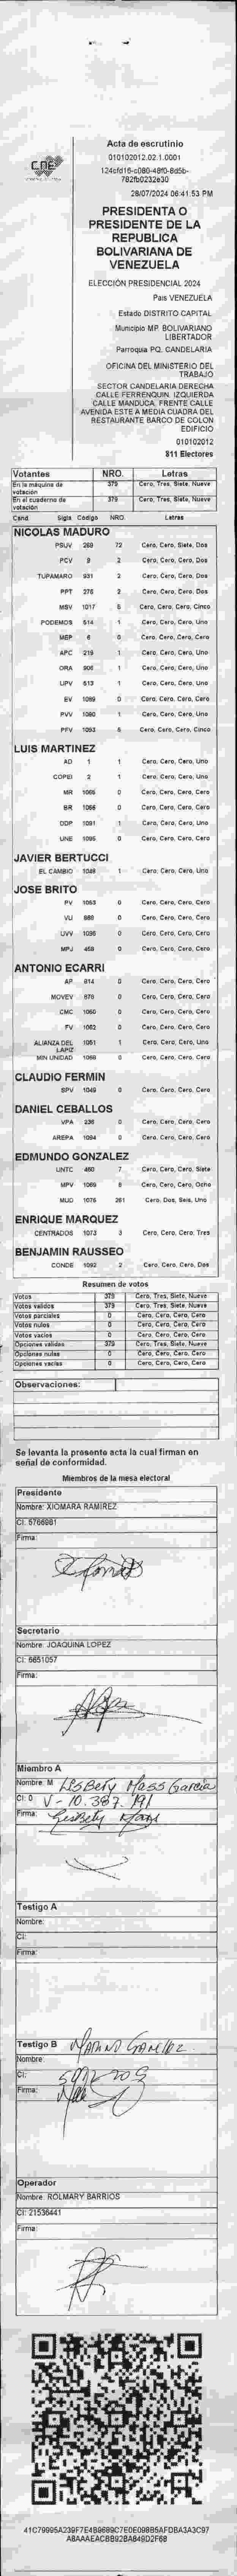 CNE
Acta de escrutinio
010102012.02.1.0001
28/07/2024 06:41:53 PM
PRESIDENTA O
PRESIDENTE DE LA
REPUBLICA
BOLIVARIANA DE
VENEZUELA
ELECCIÓN PRESIDENCIAL 2024
Pais VENEZUELA
Estado DISTRITO CAPITAL
Municipio MP. BOLIVARIANO
LIBERTADOR
Parroquia PQ. CANDELARIA
OFICINA DEL MINISTERIO DEL
TRABAJO
SECTOR CANDELARIA DERECHA
CALLE FERRENQUIN. IZQUIERDA
CALLE MANDUCA. FRENTE CALLE
AVENIDA ESTE A MEDIA CUADRA DEL
RESTAURANTE BARCO DE COLON
EDIFICIO
010102012
811 Electores
Votantes NRO. Letras
En la máquina de votación 379 Cero, Tres, Siete, Nueve
En el cuaderno de votación 379 Cero, Tres, Siete, Nueve
Cand Sigla Código NRO. Letras
NICOLAS MADURO
PSUV 269 72 Cero, Cero, Siete, Dos
PCV 9 2 Cero, Cero, Cero, Dos
TUPAMARO 931 2 Cero, Cero, Cero, Dos
PPT 276 2 Cero, Cero, Cero, Dos
MSV 1017 5 Cero, Cero, Cero, Cinco
PODEMOS 514 1 Cero, Cero, Cero, Uno
MEP 6 0 Cero, Cero, Cero, Cero
APC 219 1 Cero, Cero, Cero, Uno
ORA 906 1 Cero, Cero, Cero, Uno
UPV 613 1 Cero, Cero, Cero, Uno
EV 1089 0 Cero, Cero, Cero, Cero
PVV 1090 1 Cero, Cero, Cero, Uno
PFV 1093 5 Cero, Cero, Cero, Cinco
LUIS MARTINEZ
AD 1 1 Cero, Cero, Cero, Uno
COPEI 2 1 Cero, Cero, Cero, Uno
MR 1065 0 Cero, Cero, Cero, Cero
BR 1066 0 Cero, Cero, Cero, Cero
DDP 1091 1 Cero, Cero, Cero, Uno
UNE 1095 0 Cero, Cero, Cero, Cero
JAVIER BERTUCCI
EL CAMBIO 1048 1 Cero, Cero, Cero, Uno
JOSE BRITO
PV 1053 0 Cero, Cero, Cero, Cero
VU 888 0 Cero, Cero, Cero, Cero
UVV 1036 0 Cero, Cero, Cero, Cero
MPJ 458 0 Cero, Cero, Cero, Cero
ANTONIO ECARRI
AP 814 0 Cero, Cero, Cero, Cero
MOVEV 878 0 Cero, Cero, Cero, Cero
CMC 1060 0 Cero, Cero, Cero, Cero
FV 1062 0 Cero, Cero, Cero, Cero
ALIANZA DEL LAPIZ 1051 1 Cero, Cero, Cero, Uno
MIN UNIDAD 1068 0 Cero, Cero, Cero, Cero
CLAUDIO FERMIN
SPV 1049 0 Cero, Cero, Cero, Cero
DANIEL CEBALLOS
VPA 236 0 Cero, Cero, Cero, Cero
AREPA 1094 0 Cero, Cero, Cero, Cero
EDMUNDO GONZALEZ
UNTC 460 7 Cero, Cero, Cero, Siete
MPV 1069 8 Cero, Cero, Cero, Ocho
MUD 1076 261 Cero, Dos, Seis, Uno
ENRIQUE MARQUEZ
CENTRADOS 1073 3 Cero, Cero, Cero, Tres
BENJAMIN RAUSSEO
CONDE 1092 2 Cero, Cero, Cero, Dos
Resumen de votos
Votos 379 Cero, Tres, Siete, Nueve
Votos validos 379 Cero, Tres, Siete, Nueve
Votos parciales 0 Cero, Cero, Cero, Cero
Votos nulos 0 Cero, Cero, Cero, Cero
Votos vacios 0 Cero, Cero, Cero, Cero
Opciones validas 379 Cero, Tres, Siete, Nueve
Opciones nulas 0 Cero, Cero, Cero, Cero
Opciones vacias 0 Cero, Cero, Cero, Cero
Observaciones:
Se levanta la presente acta la cual firman en
señal de conformidad.
Miembros de la mesa electoral
Presidente
Nombre: XIOMARA RAMIREZ
CI: 5766981
Firma:
Secretario
Nombre: JOAQUINA LOPEZ
CI: 6651057
Firma:
Miembro A
Nombre: M Lisbety Mass Garcia
CI: 0 V-10.387.191
Firma:
Testigo A
Nombre:
CI:
Firma:
Testigo B
Nombre:
CI:
Firma:
Operador
Nombre: ROLMARY BARRIOS
CI: 21536441
Firma: